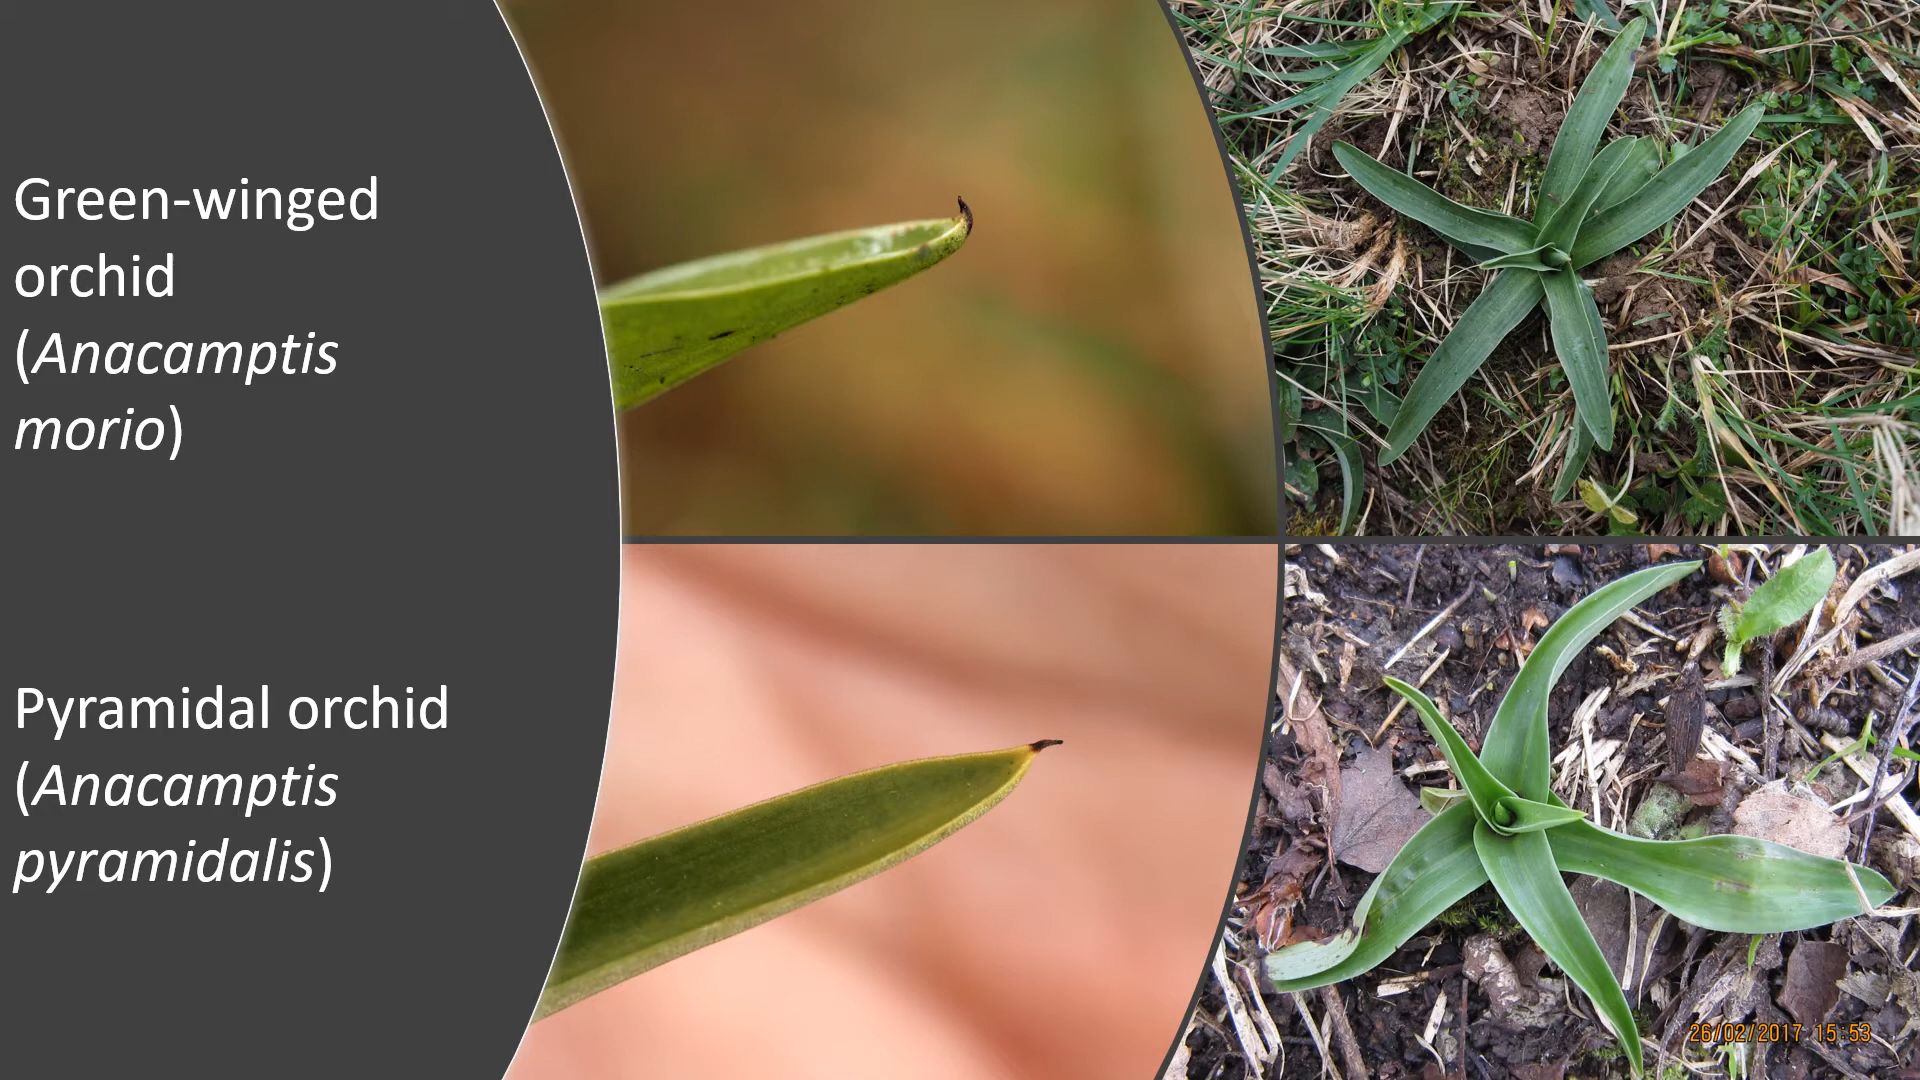 Green-winged
orchid
(Anacamptis
morio)
Pyramidal orchid
(Anacamptis
pyramidalis)
26/02/2017 15:53